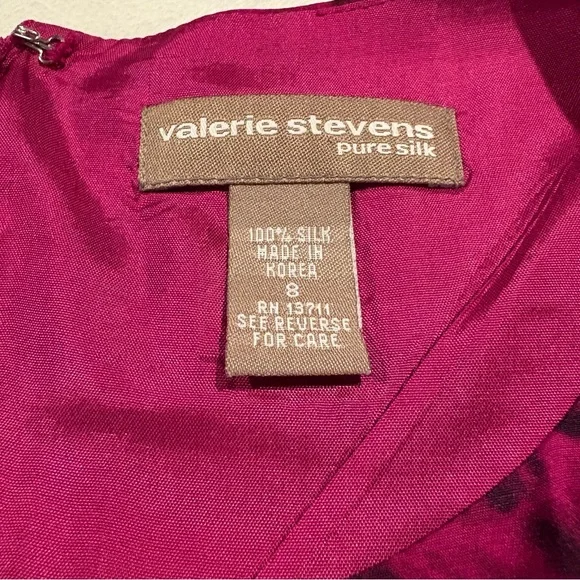 valerie stevens
pure silk
100% SILK
MADE IN
KOREA
8
RN 13711
SEE REVERSE
FOR CARE